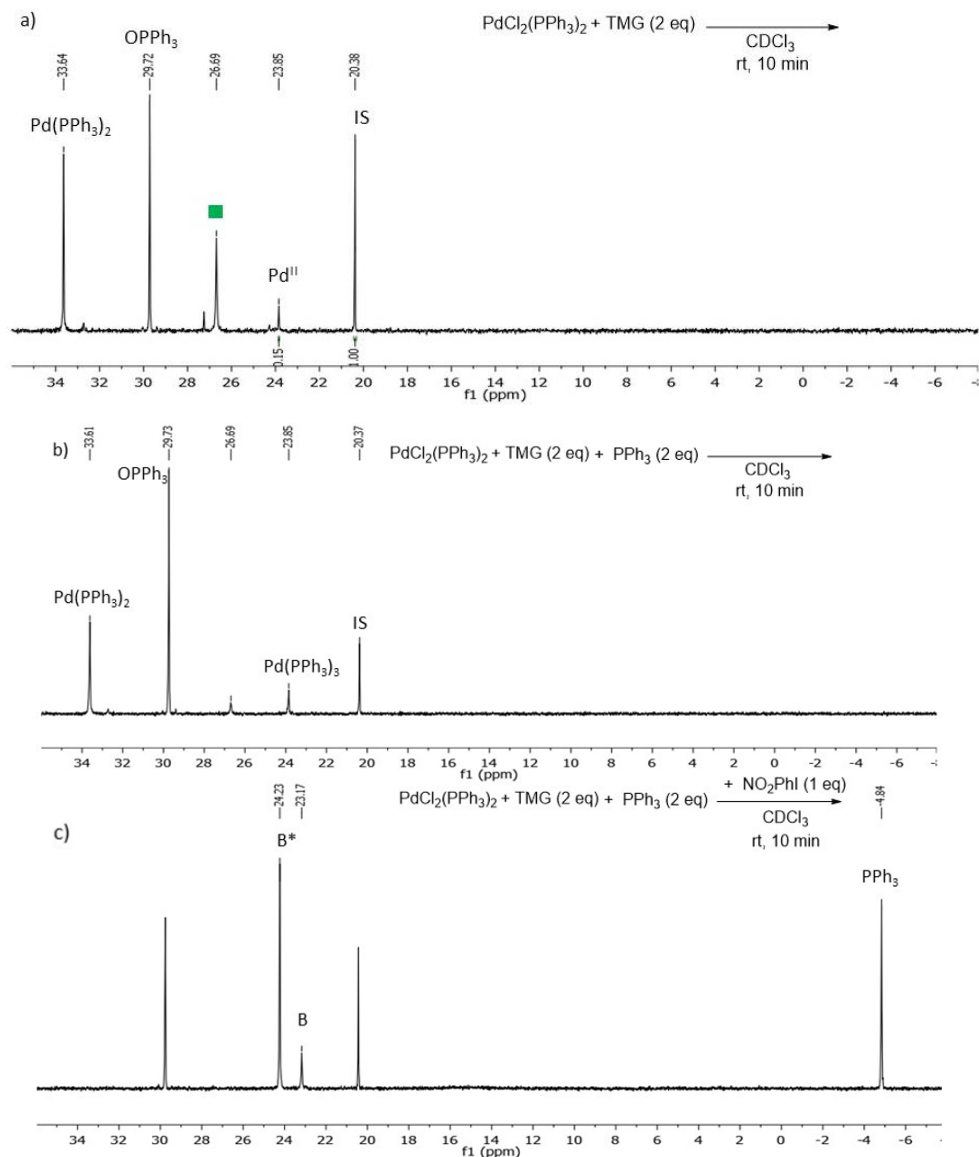 a)
PdCl₂(PPh₃)₂ + TMG (2 eq)
CDCl₃
rt, 10 min
OPPh₃
33.64 29.72 26.69 23.85 20.38
Pd(PPh₃)₂
IS
Pdᴵᴵ
0.15 1.00
34 32 30 28 26 24 22 20 18 16 14 12 10 8 6 4 2 0 -2 -4 -6
f1 (ppm)
b)
33.61 29.73 26.69 23.85 20.37
PdCl₂(PPh₃)₂ + TMG (2 eq) + PPh₃ (2 eq)
CDCl₃
rt, 10 min
OPPh₃
Pd(PPh₃)₂
IS
Pd(PPh₃)₃
34 32 30 28 26 24 22 20 18 16 14 12 10 8 6 4 2 0 -2 -4 -6
f1 (ppm)
c)
24.23 23.17
PdCl₂(PPh₃)₂ + TMG (2 eq) + PPh₃ (2 eq)
+ NO₂PhI (1 eq)
CDCl₃
rt, 10 min
-4.84
B*
PPh₃
B
34 32 30 28 26 24 22 20 18 16 14 12 10 8 6 4 2 0 -2 -4 -6
f1 (ppm)